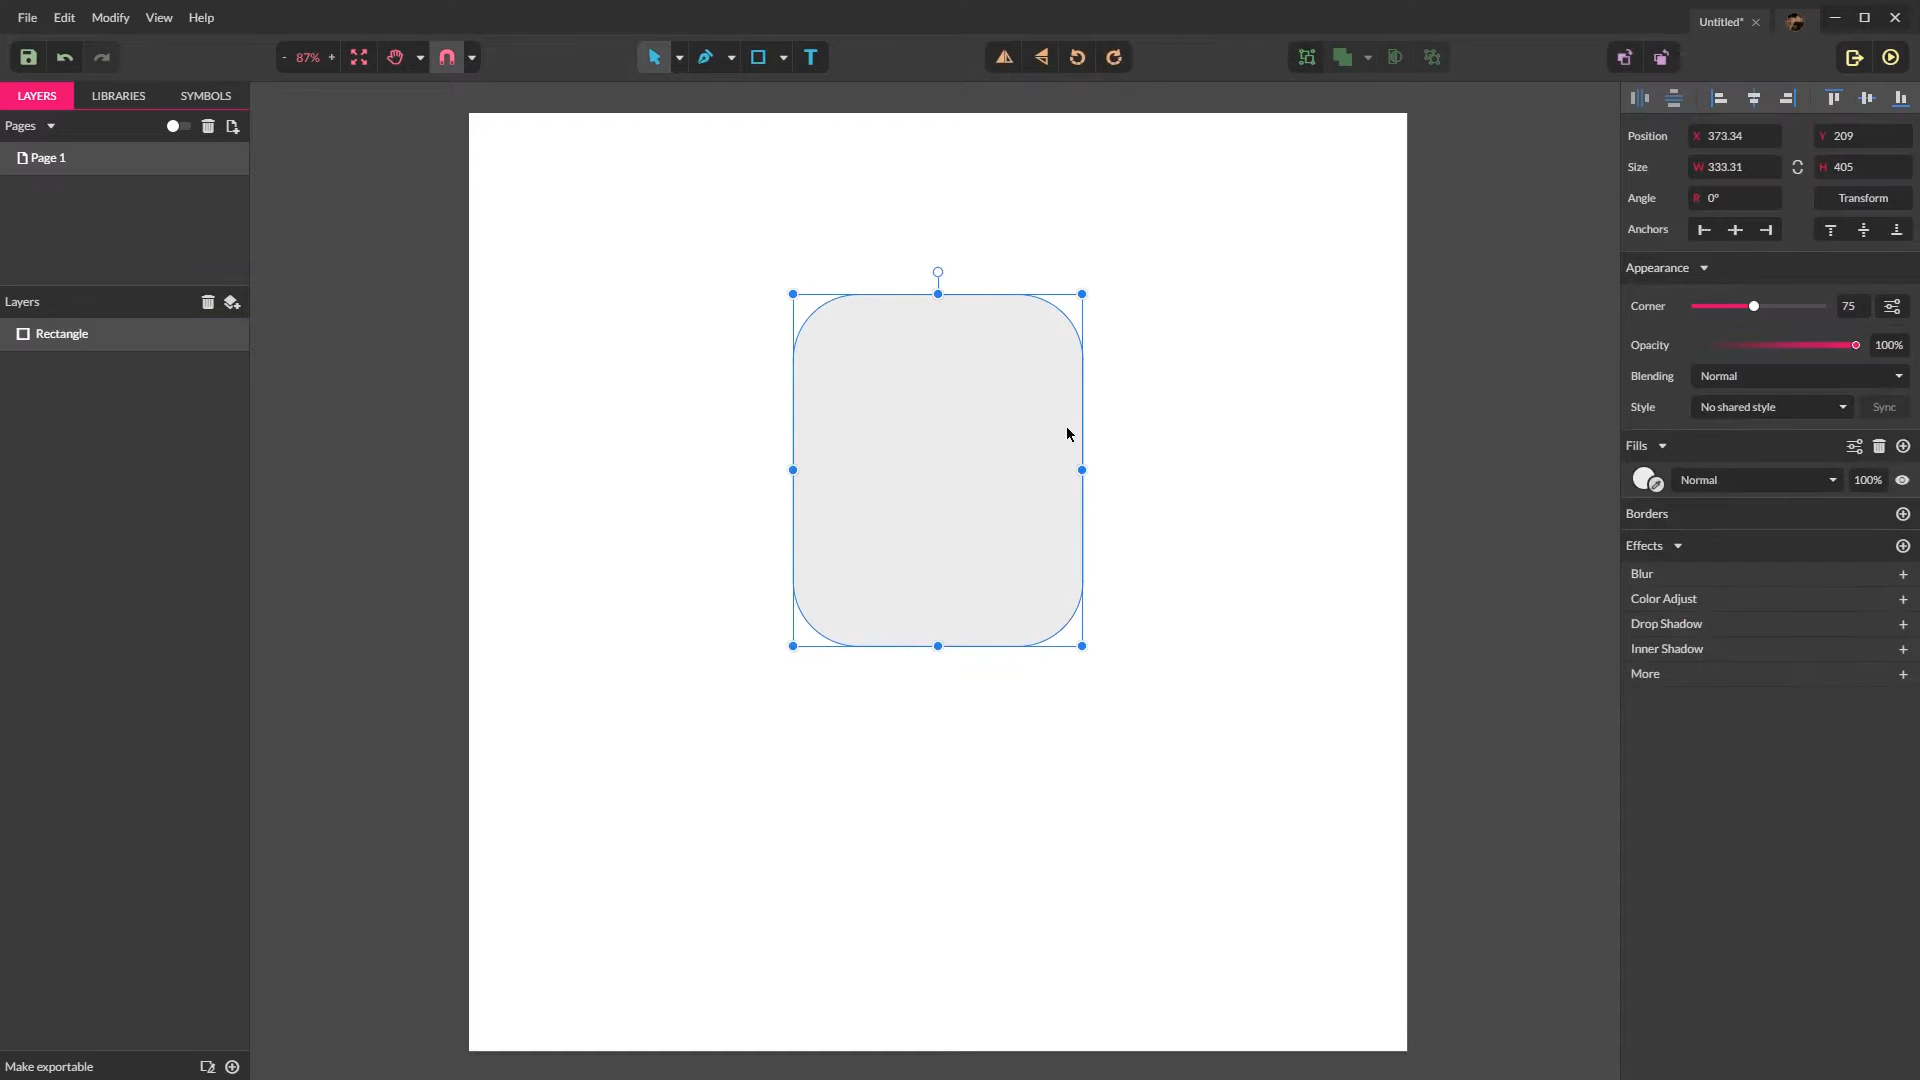 File Edit Modify View Help
Untitled*
- 87% +
T
LAYERS LIBRARIES SYMBOLS
Pages
Page 1
Layers
Rectangle
Make exportable
Position X 373.34 Y 209
Size W 333.31 H 405
Angle R 0° Transform
Anchors
Appearance
Corner 75
Opacity 100%
Blending Normal
Style No shared style Sync
Fills
Normal 100%
Borders
Effects
Blur
Color Adjust
Drop Shadow
Inner Shadow
More